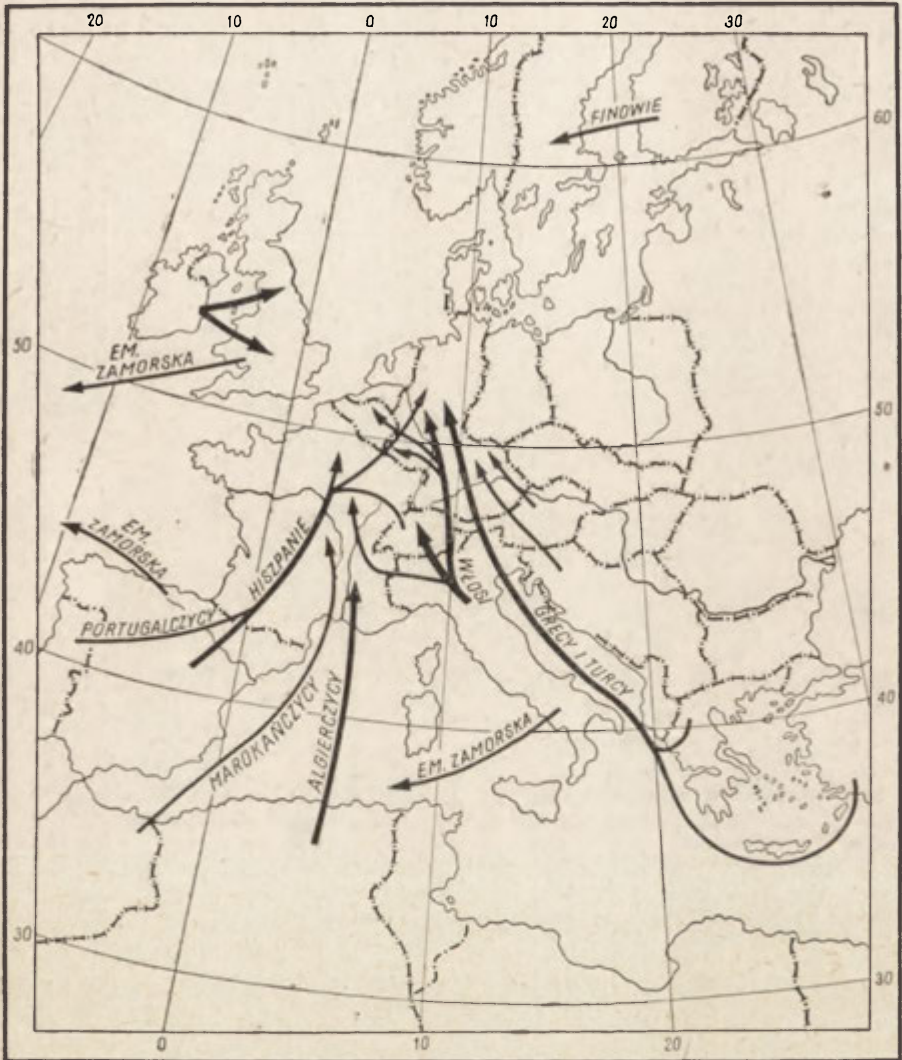 20 10 0 10 20 30
60
FINOWIE
50
EM.
ZAMORSKA
50
EM.
ZAMORSKA
HISZPANIE
WŁOSI
GRECY I TURCY
PORTUGALCZYCY
40
40
MAROKAŃCZYCY
ALGIERCZYCY
EM. ZAMORSKA
30
30
0 10 20